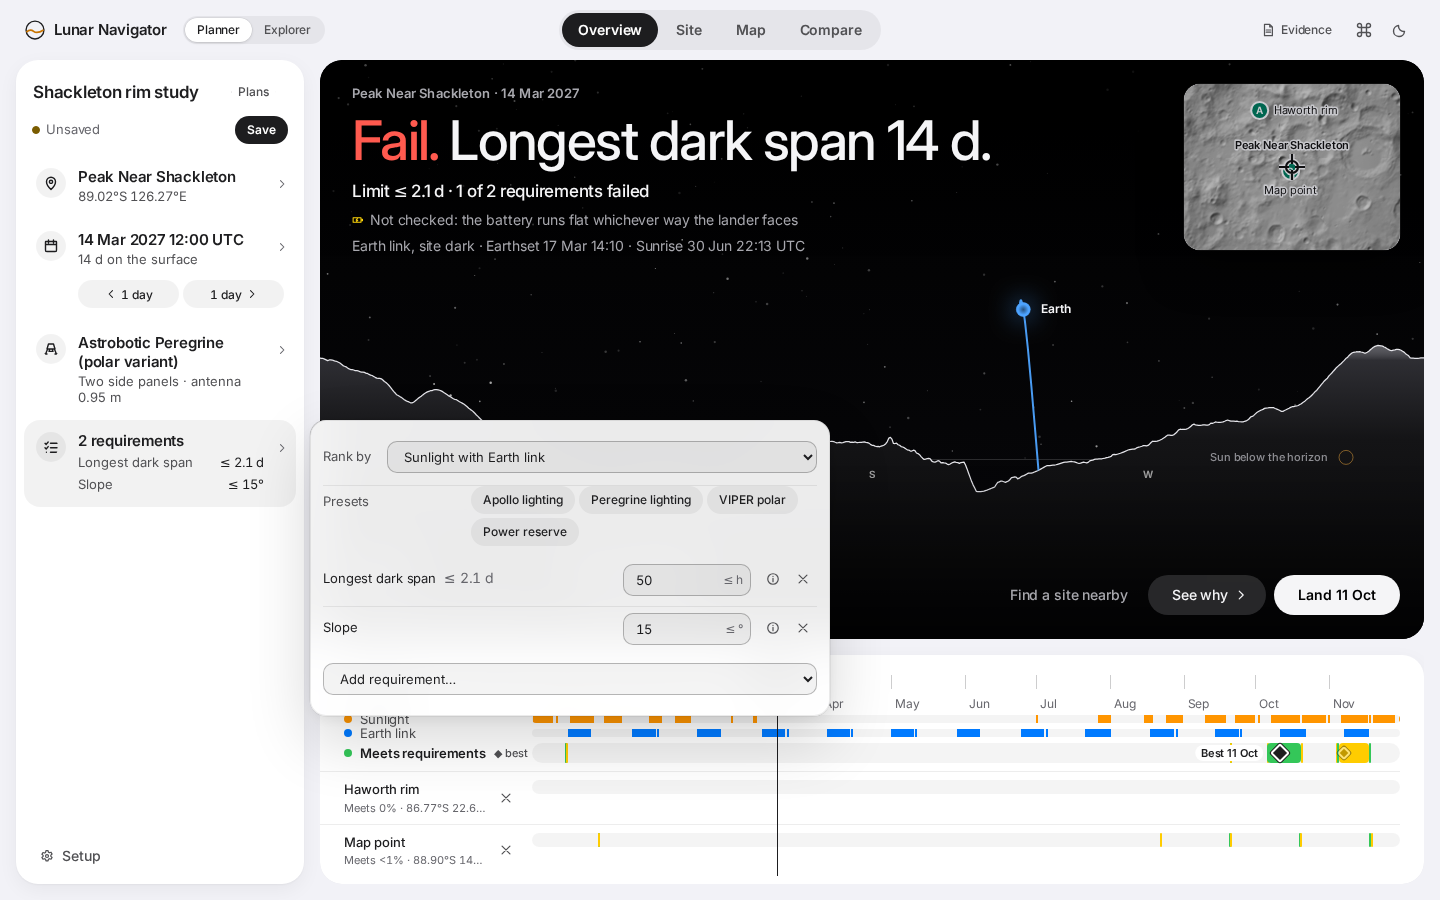 Lunar Navigator
Planner
Explorer
Overview
Site
Map
Compare
Evidence
Shackleton rim study
Plans
Unsaved
Save
Peak Near Shackleton
89.02°S 126.27°E
14 Mar 2027 12:00 UTC
14 d on the surface
1 day
1 day
Astrobotic Peregrine
(polar variant)
Two side panels · antenna
0.95 m
2 requirements
Longest dark span ≤ 2.1 d
Slope ≤ 15°
Setup
Peak Near Shackleton · 14 Mar 2027
Fail. Longest dark span 14 d.
Limit ≤ 2.1 d · 1 of 2 requirements failed
Not checked: the battery runs flat whichever way the lander faces
Earth link, site dark · Earthset 17 Mar 14:10 · Sunrise 30 Jun 22:13 UTC
A Haworth rim
Peak Near Shackleton
Map point
Earth
Sun below the horizon
S
W
Find a site nearby
See why
Land 11 Oct
Rank by
Sunlight with Earth link
Presets
Apollo lighting
Peregrine lighting
VIPER polar
Power reserve
Longest dark span ≤ 2.1 d
50 ≤ h
Slope
15 ≤ °
Add requirement...
May
Jun
Jul
Aug
Sep
Oct
Nov
Sunlight
Earth link
Meets requirements ◆ best
Best 11 Oct
Haworth rim
Meets 0% · 86.77°S 22.6...
Map point
Meets <1% · 88.90°S 14...